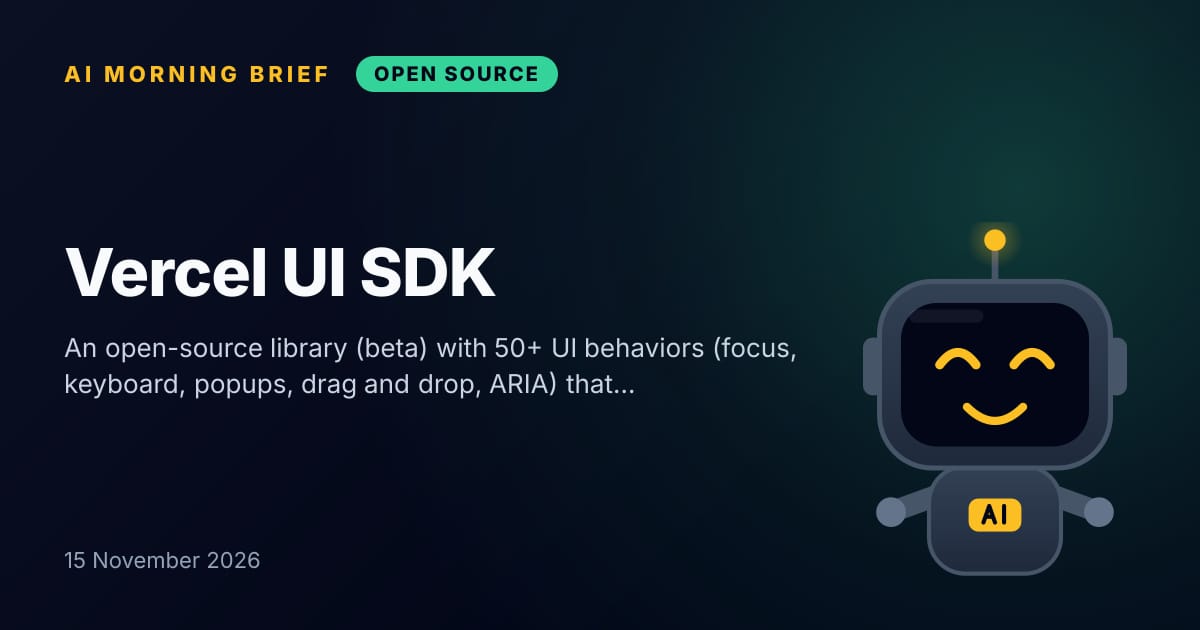 AI MORNING BRIEF OPEN SOURCE
Vercel UI SDK
An open-source library (beta) with 50+ UI behaviors (focus,
keyboard, popups, drag and drop, ARIA) that...
AI
15 November 2026